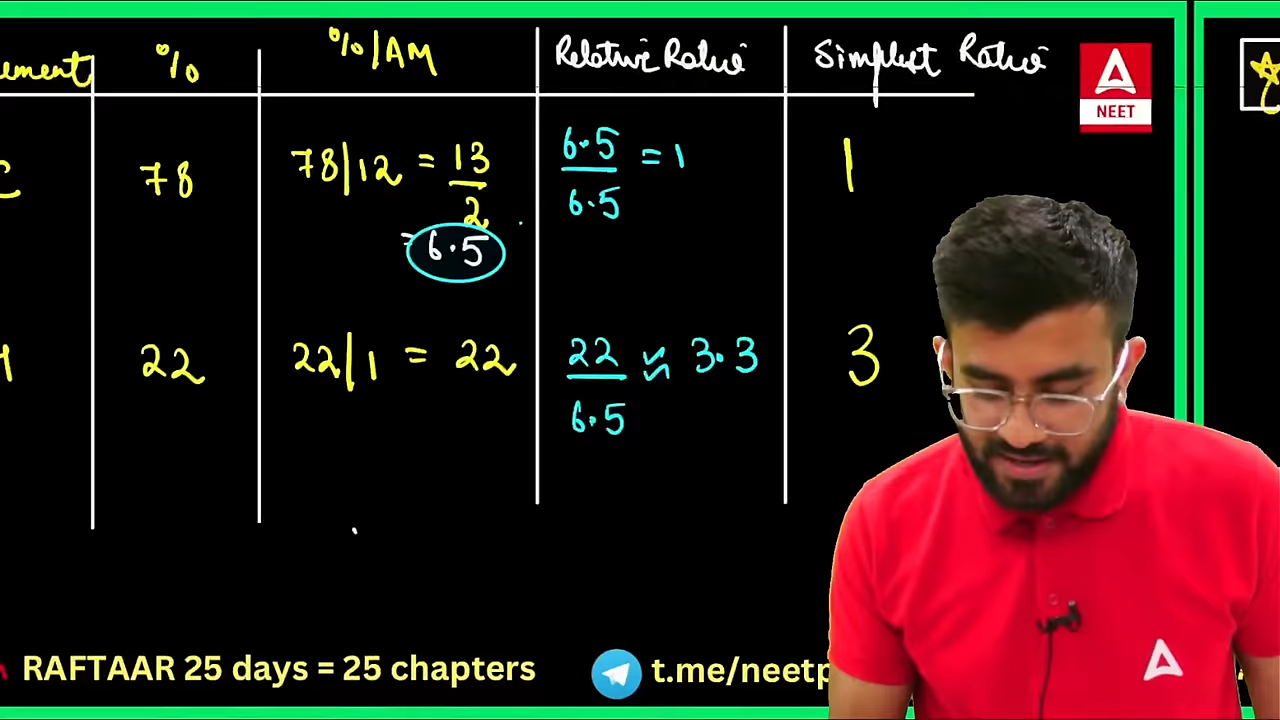 ement % %/AM Relative Ratio Simplest Ratio
NEET
C 78 78/12 = 13/2 6.5/6.5 = 1 1
= 6.5
H 22 22/1 = 22 22/6.5 ≈ 3.3 3
RAFTAAR 25 days = 25 chapters t.me/neetp